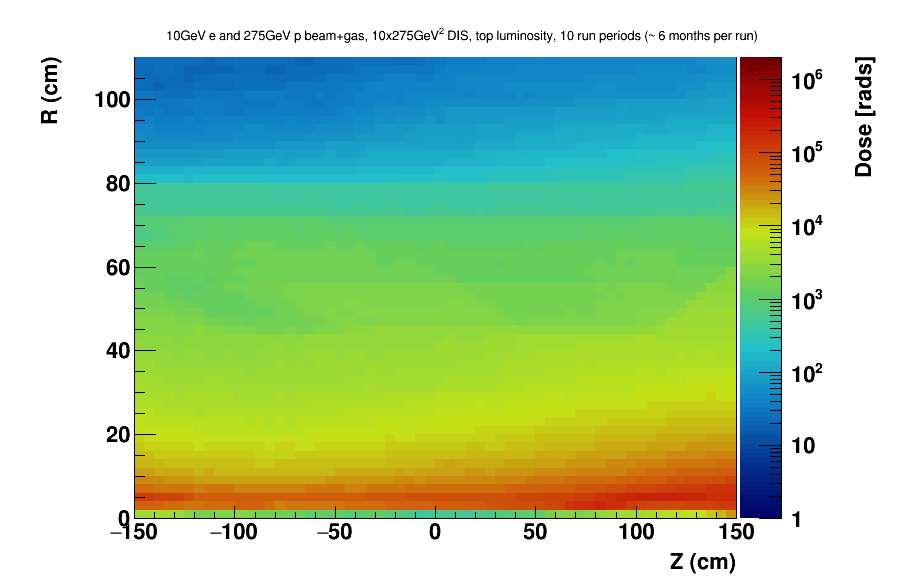 10GeV e and 275GeV p beam+gas, 10x275GeV² DIS, top luminosity, 10 run periods (~ 6 months per run)
R (cm)
Dose [rads]
100
80
60
40
20
0
10⁶
10⁵
10⁴
10³
10²
10
1
−150 −100 −50 0 50 100 150
Z (cm)